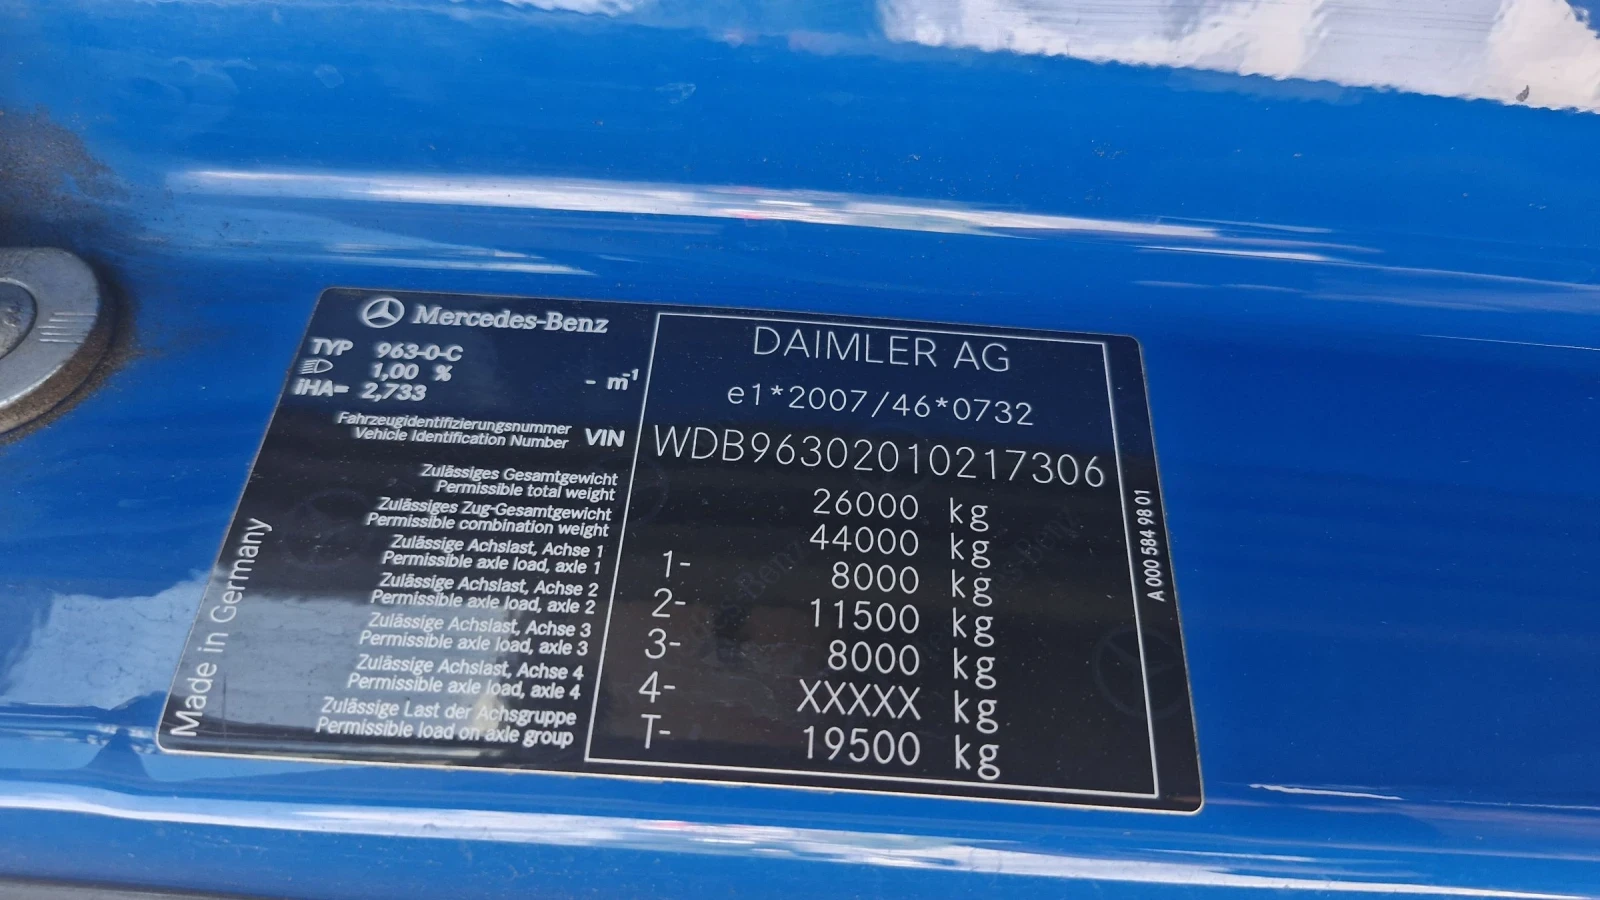 Mercedes-Benz
TYP 963-0-C
1,00 % - m-1
iHA= 2,733
Fahrzeugidentifizierungsnummer
Vehicle Identification Number VIN
Zulässiges Gesamtgewicht
Permissible total weight
Zulässiges Zug-Gesamtgewicht
Permissible combination weight
Zulässige Achslast, Achse 1
Permissible axle load, axle 1
Zulässige Achslast, Achse 2
Permissible axle load, axle 2
Zulässige Achslast, Achse 3
Permissible axle load, axle 3
Zulässige Achslast, Achse 4
Permissible axle load, axle 4
Zulässige Last der Achsgruppe
Permissible load on axle group
Made in Germany
DAIMLER AG
e1*2007/46*0732
WDB96302010217306
26000 kg
44000 kg
1- 8000 kg
2- 11500 kg
3- 8000 kg
4- XXXXX kg
T- 19500 kg
A 000 584 98 01